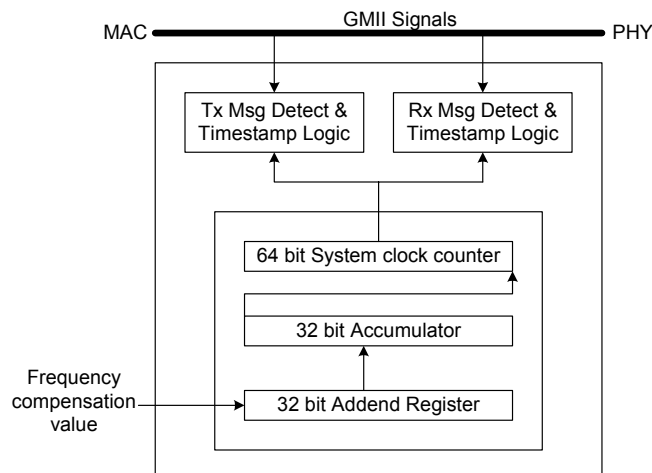 GMII Signals
MAC
PHY
Tx Msg Detect &
Timestamp Logic
Rx Msg Detect &
Timestamp Logic
64 bit System clock counter
32 bit Accumulator
Frequency
compensation
value
32 bit Addend Register